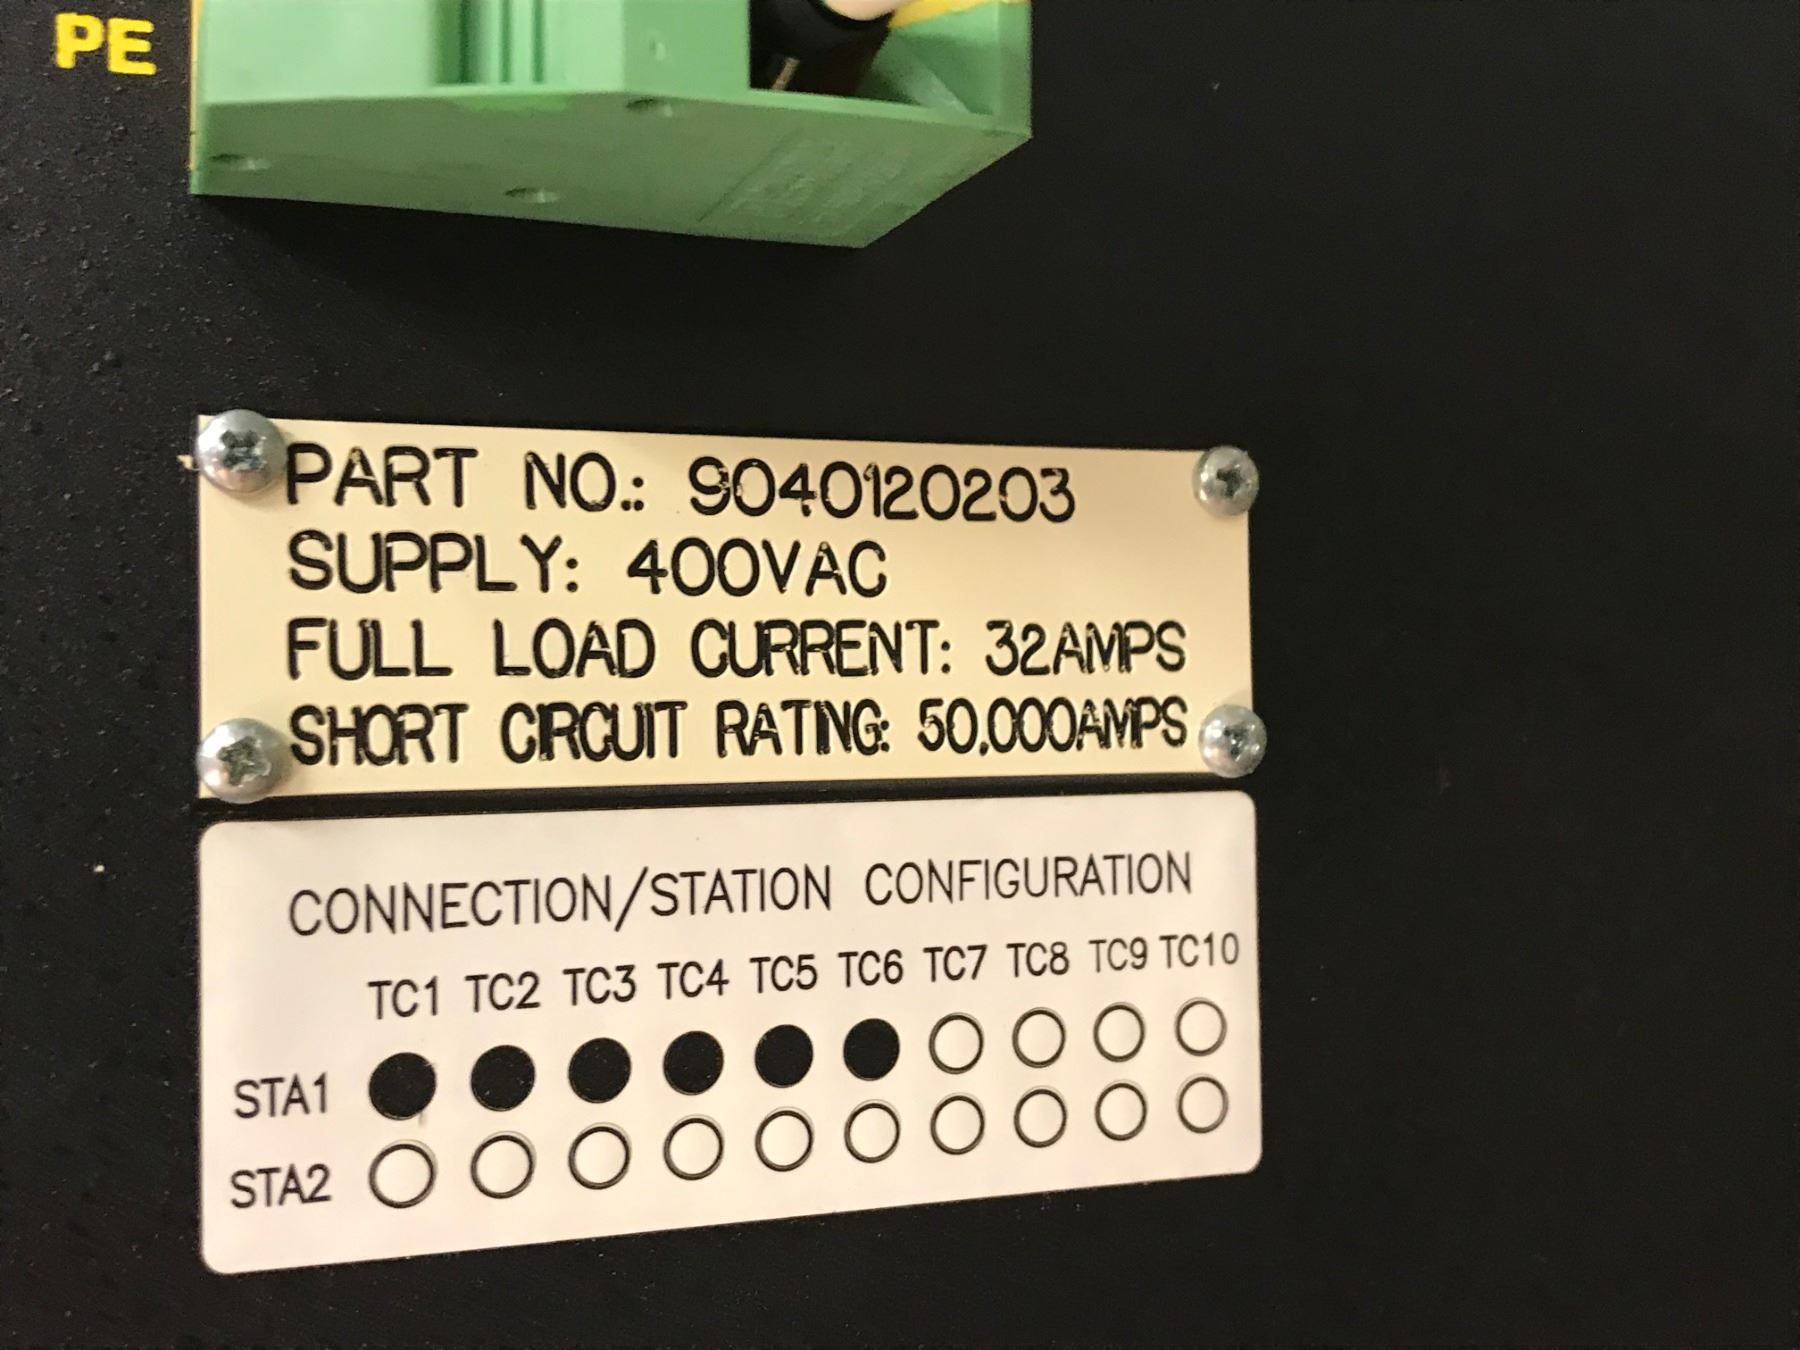 PE
PART NO.: 9040120203
SUPPLY: 400VAC
FULL LOAD CURRENT: 32AMPS
SHORT CIRCUIT RATING: 50,000AMPS
CONNECTION/STATION CONFIGURATION
TC1 TC2 TC3 TC4 TC5 TC6 TC7 TC8 TC9 TC10
STA1
STA2